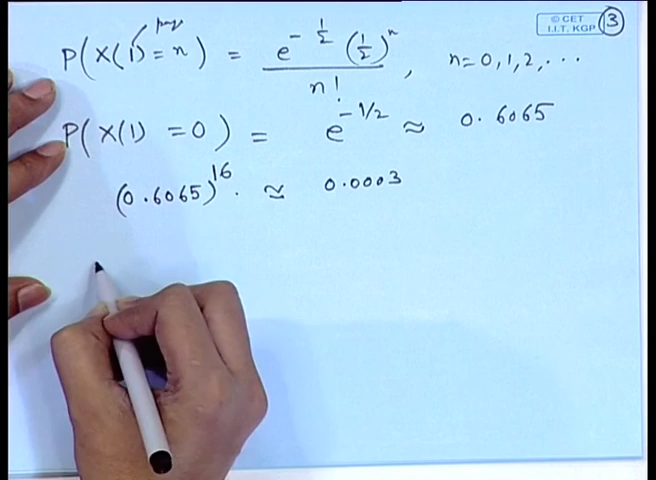 © CET
I.I.T. KGP
3
page
P(X(1) = n) = e^{-1/2} (1/2)^n / n! , n=0,1,2,···
P(X(1) =0) = e^{-1/2} ≈ 0.6065
(0.6065)^{16}. ≃ 0.0003